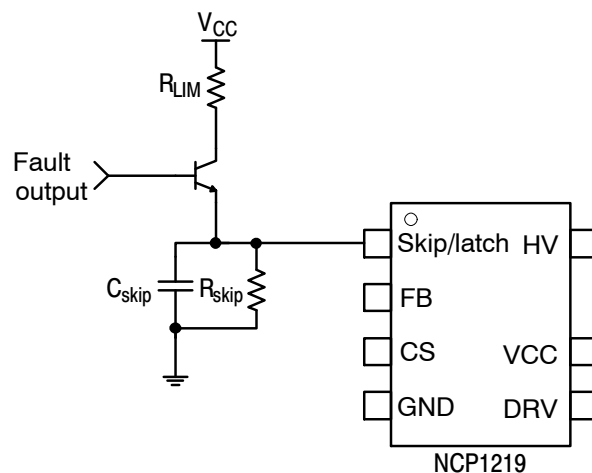 VCC
RLIM
Fault
output
Skip/latch HV
Cskip Rskip
FB
CS VCC
GND DRV
NCP1219